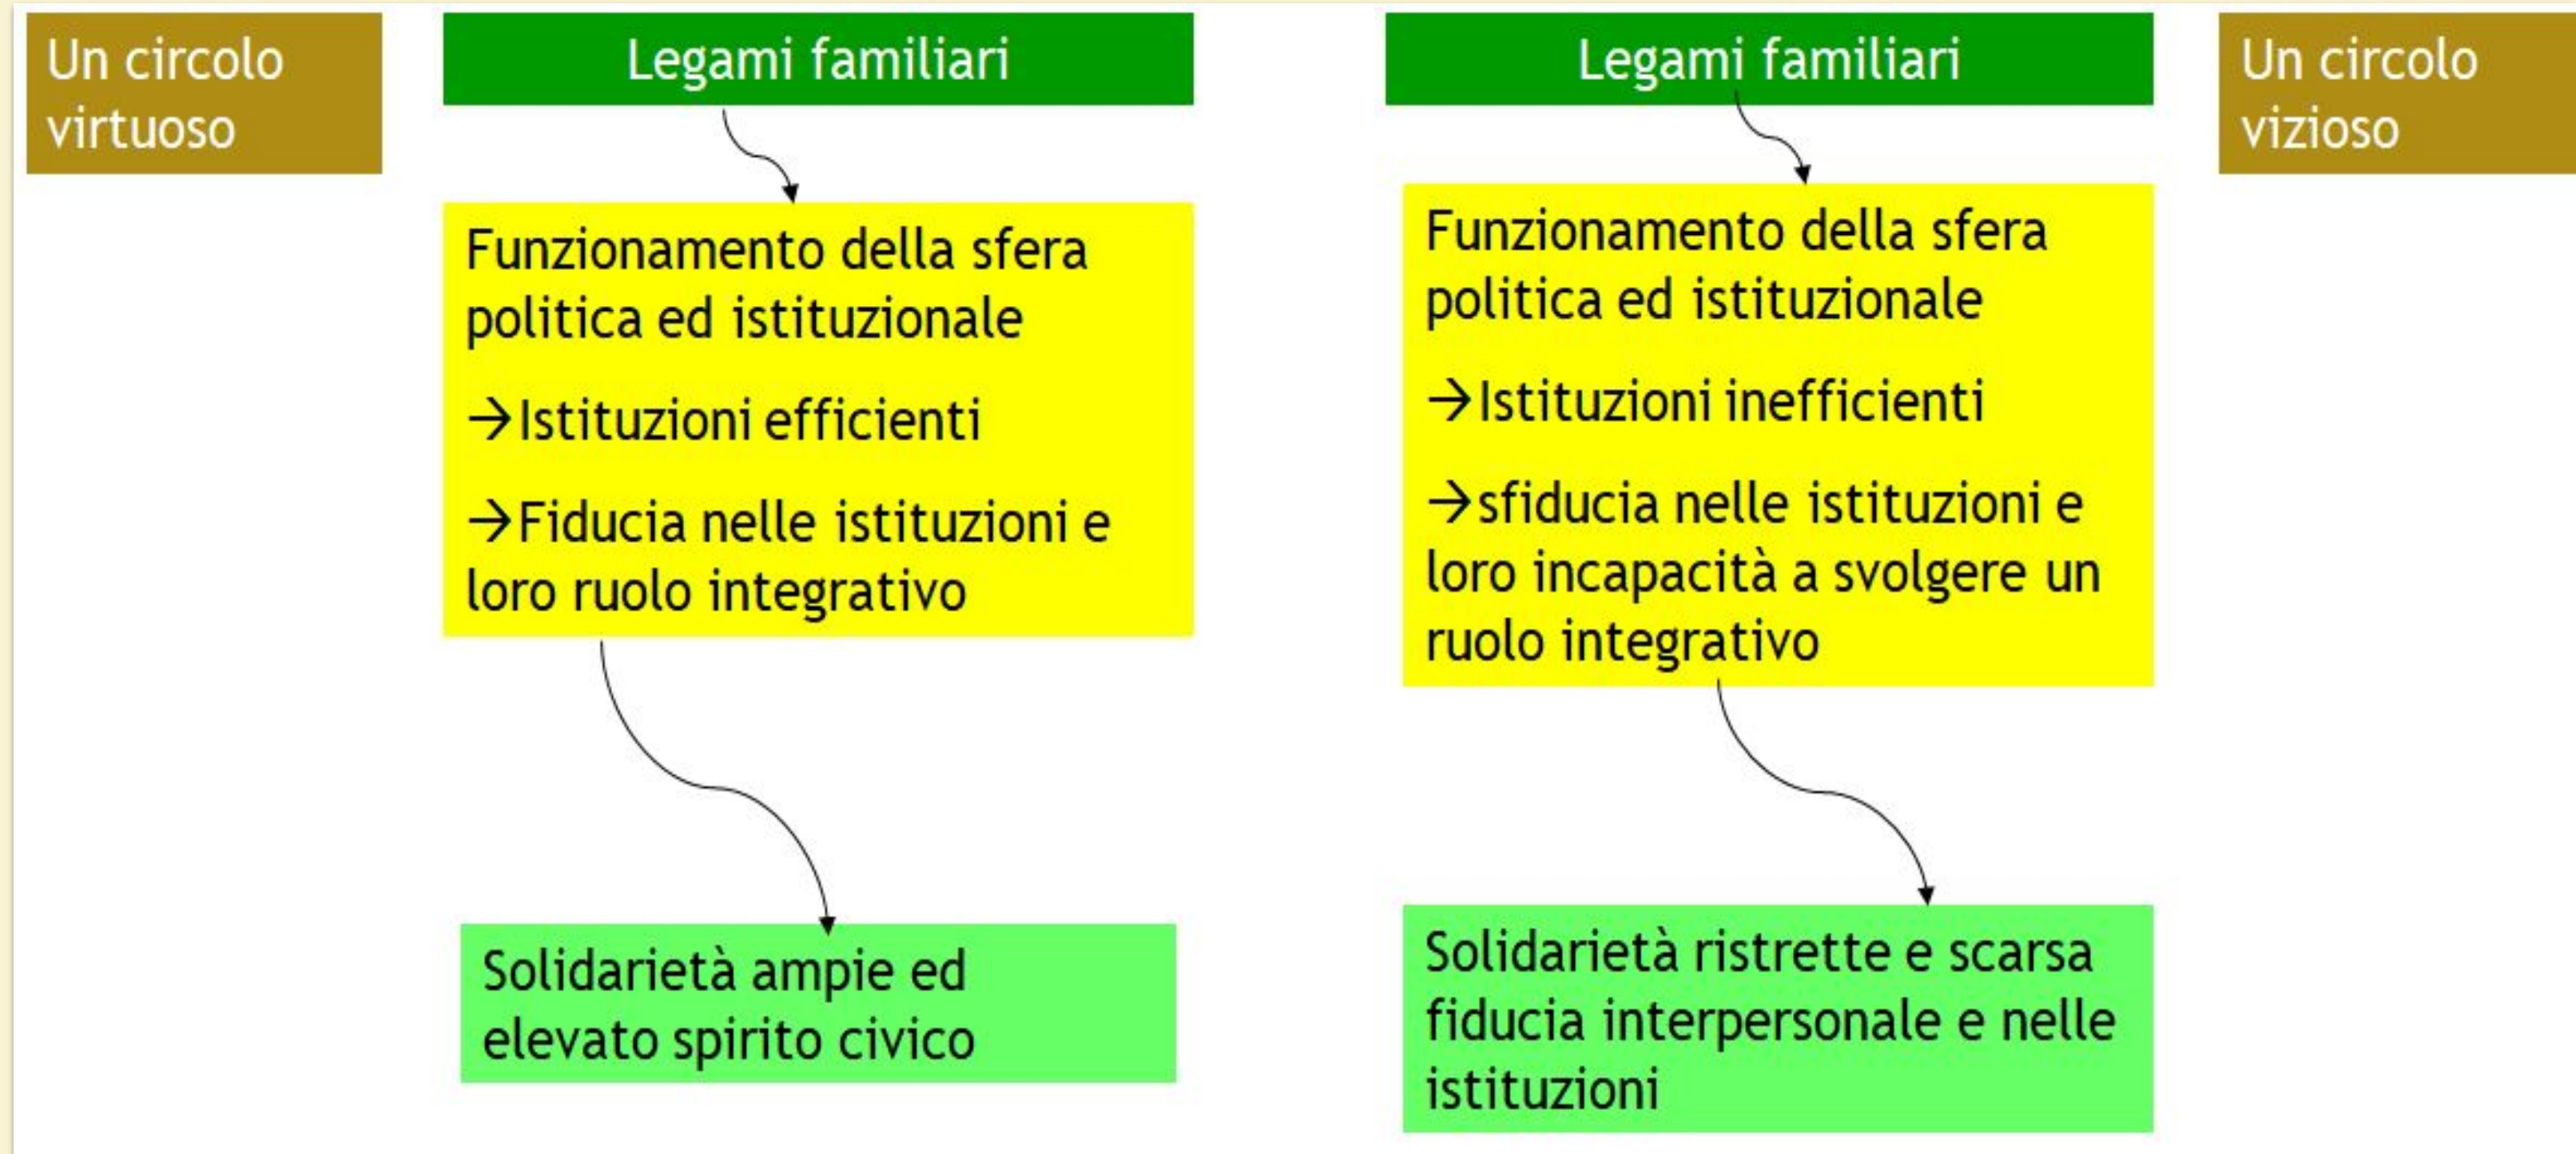 Un circolo
virtuoso
Legami familiari
Funzionamento della sfera
politica ed istituzionale
→Istituzioni efficienti
→Fiducia nelle istituzioni e
loro ruolo integrativo
Solidarietà ampie ed
elevato spirito civico
Legami familiari
Funzionamento della sfera
politica ed istituzionale
→Istituzioni inefficienti
→sfiducia nelle istituzioni e
loro incapacità a svolgere un
ruolo integrativo
Solidarietà ristrette e scarsa
fiducia interpersonale e nelle
istituzioni
Un circolo
vizioso